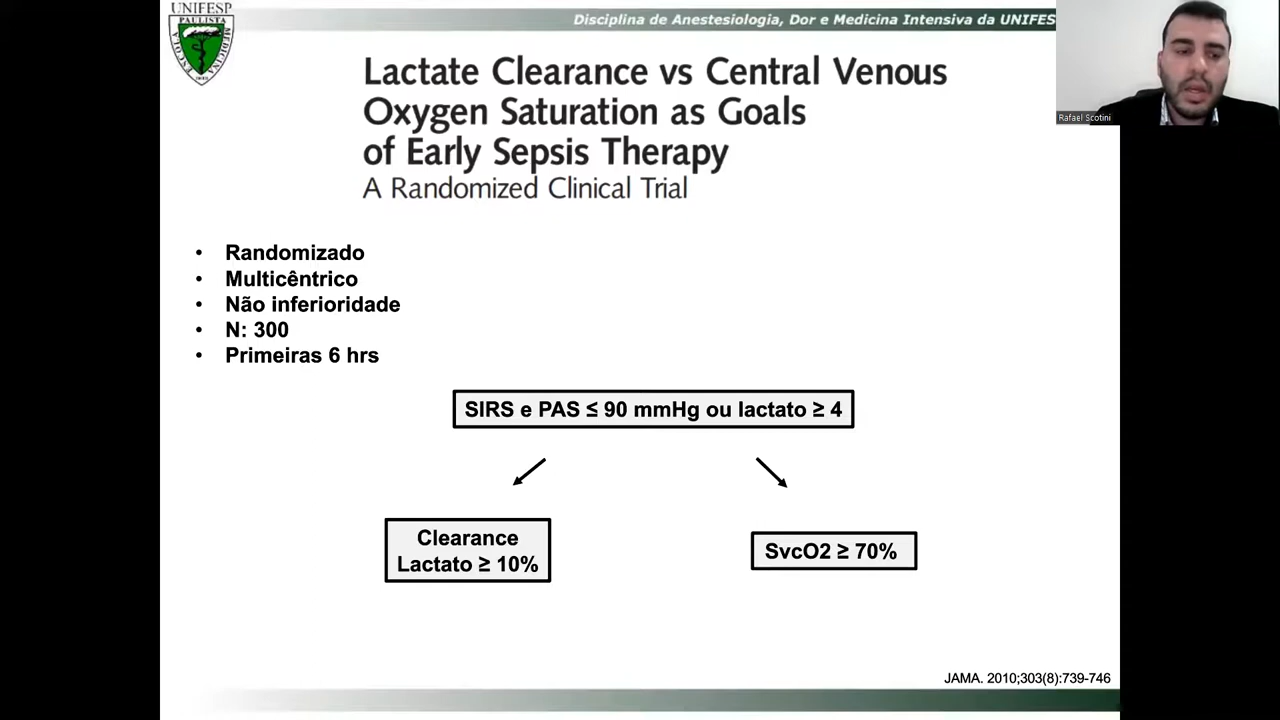 UNIFESP
PAULISTA
ESCOLA
MEDICINA
Disciplina de Anestesiologia, Dor e Medicina Intensiva da UNIFES
Rafael Scotini
Lactate Clearance vs Central Venous
Oxygen Saturation as Goals
of Early Sepsis Therapy
A Randomized Clinical Trial
• Randomizado
• Multicêntrico
• Não inferioridade
• N: 300
• Primeiras 6 hrs
SIRS e PAS ≤ 90 mmHg ou lactato ≥ 4
Clearance
Lactato ≥ 10%
SvcO2 ≥ 70%
JAMA. 2010;303(8):739-746